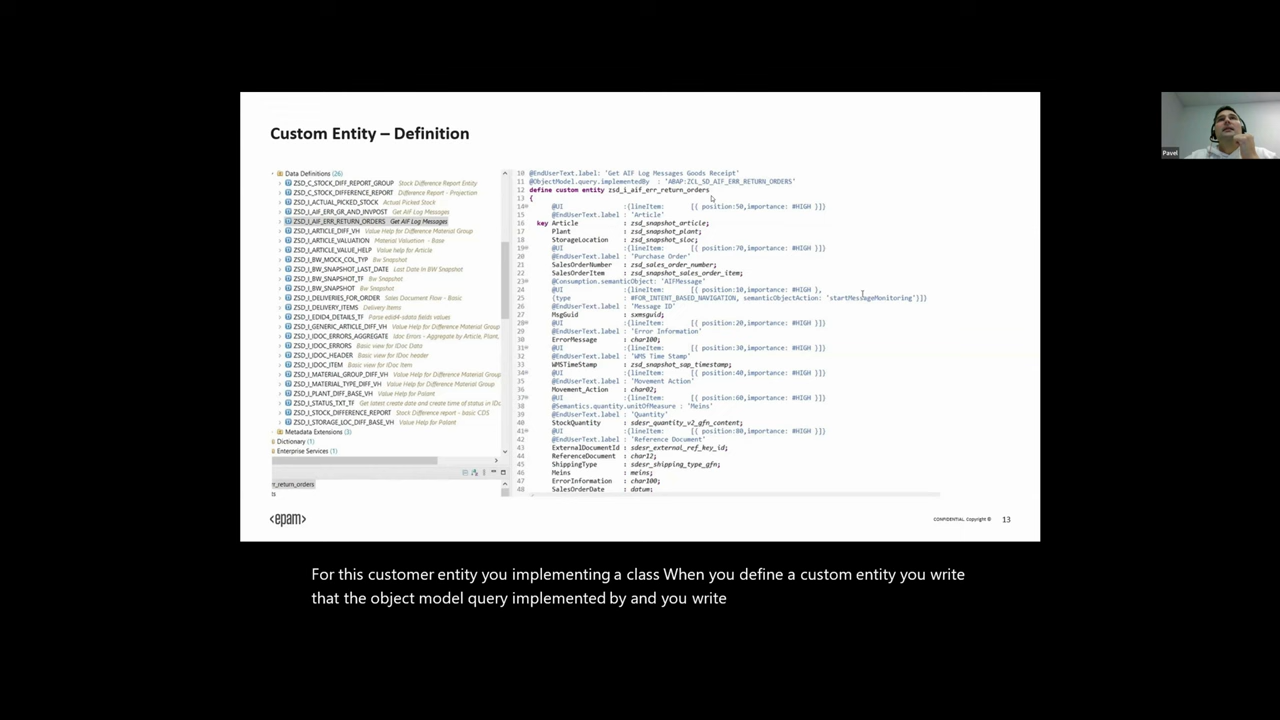 Custom Entity – Definition
Data Definitions (26)
ZSD_C_STOCK_DIFF_REPORT_GROUP Stock Difference Report Entity
ZSD_C_STOCK_DIFFERENCE_REPORT Difference Report - Projection
ZSD_I_ACTUAL_PICKED_STOCK Actual Picked Stock
ZSD_I_AIF_ERR_GR_AND_INVPOST Get AIF Log Messages
ZSD_I_AIF_ERR_RETURN_ORDERS Get AIF Log Messages
ZSD_I_ARTICLE_DIFF_VH Value Help for Difference Material Group
ZSD_I_ARTICLE_VALUATION Material Valuation - Base
ZSD_I_ARTICLE_VALUE_HELP Value help for Article
ZSD_I_BW_MOCK_COL_TYP Bw Snapshot
ZSD_I_BW_SNAPSHOT_LAST_DATE Last Date In BW Snapshot
ZSD_I_BW_SNAPSHOT_TF Bw Snapshot
ZSD_I_BW_SNAPSHOT Bw Snapshot
ZSD_I_DELIVERIES_FOR_ORDER Sales Document Flow - Basic
ZSD_I_DELIVERY_ITEMS Delivery Items
ZSD_I_EDID4_DETAILS_TF Parse edid4-sdata fields values
ZSD_I_GENERIC_ARTICLE_DIFF_VH Value Help for Difference Material Group
ZSD_I_IDOC_ERRORS_AGGREGATE Idoc Errors - Aggregate by Article, Plant,
ZSD_I_IDOC_ERRORS Basic view for IDoc Data
ZSD_I_IDOC_HEADER Basic view for IDoc header
ZSD_I_IDOC_ITEM Basic view for IDoc Item
ZSD_I_MATERIAL_GROUP_DIFF_VH Value Help for Difference Material Group
ZSD_I_MATERIAL_TYPE_DIFF_VH Value Help for Difference Material Group
ZSD_I_PLANT_DIFF_BASE_VH Value Help for Palant
ZSD_I_STATUS_TXT_TF Get latest create date and create time of status in IDo
ZSD_I_STOCK_DIFFERENCE_REPORT Stock Difference report - basic CDS
ZSD_I_STORAGE_LOC_DIFF_BASE_VH Value Help for Palant
Metadata Extensions (3)
Dictionary (1)
Enterprise Services (1)
rr_return_orders
10 @EndUserText.label: 'Get AIF Log Messages Goods Receipt'
11 @ObjectModel.query.implementedBy : 'ABAP:ZCL_SD_AIF_ERR_RETURN_ORDERS'
12 define custom entity zsd_i_aif_err_return_orders
13 {
14 @UI :{lineItem: [{ position:50,importance: #HIGH }]}
15 @EndUserText.label : 'Article'
16 key Article : zsd_snapshot_article;
17 Plant : zsd_snapshot_plant;
18 StorageLocation : zsd_snapshot_sloc;
19 @UI :{lineItem: [{ position:70,importance: #HIGH }]}
20 @EndUserText.label : 'Purchase Order'
21 SalesOrderNumber : zsd_sales_order_number;
22 SalesOrderItem : zsd_snapshot_sales_order_item;
23 @Consumption.semanticObject: 'AIFMessage'
24 @UI :{lineItem: [{ position:10,importance: #HIGH },
25 {type : #FOR_INTENT_BASED_NAVIGATION, semanticObjectAction: 'startMessageMonitoring'}]}
26 @EndUserText.label : 'Message ID'
27 MsgGuid : sxmsguid;
28 @UI :{lineItem: [{ position:20,importance: #HIGH }]}
29 @EndUserText.label : 'Error Information'
30 ErrorMessage : char100;
31 @UI :{lineItem: [{ position:30,importance: #HIGH }]}
32 @EndUserText.label : 'WMS Time Stamp'
33 WMSTimeStamp : zsd_snapshot_sap_timestamp;
34 @UI :{lineItem: [{ position:40,importance: #HIGH }]}
35 @EndUserText.label : 'Movement Action'
36 Movement_Action : char02;
37 @UI :{lineItem: [{ position:60,importance: #HIGH }]}
38 @Semantics.quantity.unitOfMeasure : 'Meins'
39 @EndUserText.label : 'Quantity'
40 StockQuantity : sdesr_quantity_v2_gfn_content;
41 @UI :{lineItem: [{ position:80,importance: #HIGH }]}
42 @EndUserText.label : 'Reference Document'
43 ExternalDocumentId : sdesr_external_ref_key_id;
44 ReferenceDocument : char12;
45 ShippingType : sdesr_shipping_type_gfn;
46 Meins : meins;
47 ErrorInformation : char100;
48 SalesOrderDate : datum;
<epam>
CONFIDENTIAL. Copyright ©
13
Pavel
For this customer entity you implementing a class When you define a custom entity you write
that the object model query implemented by and you write